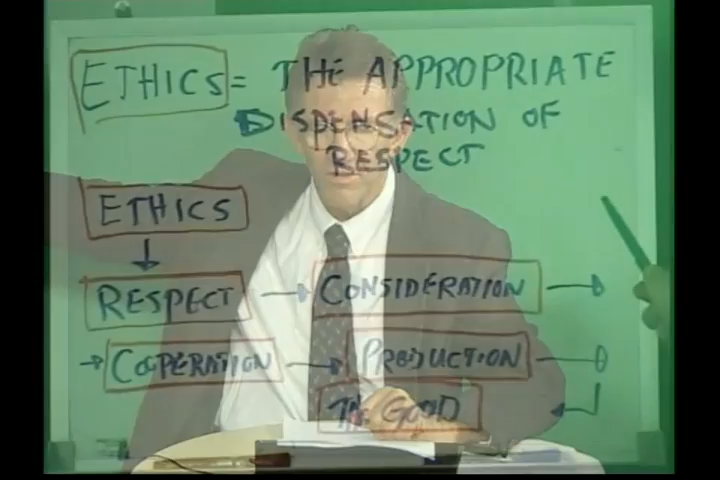 ETHICS = THE APPROPRIATE
DISPENSATION OF
RESPECT
ETHICS
RESPECT → CONSIDERATION →
→ COOPERATION → PRODUCTION
THE GOOD